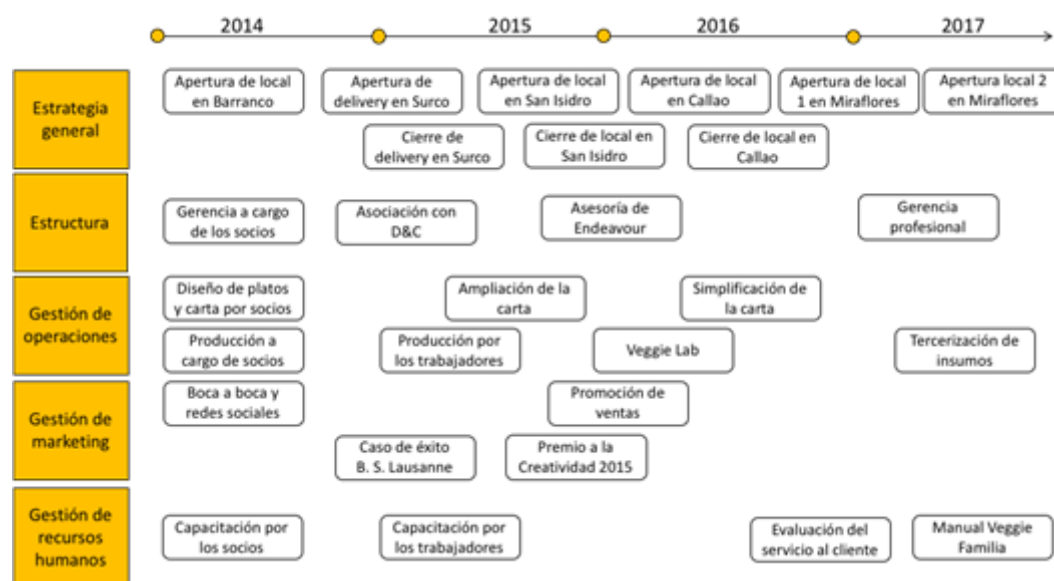 2014
2015
2016
2017
Estrategia
general
Apertura de local
en Barranco
Apertura de
delivery en Surco
Apertura de local
en San Isidro
Apertura de local
en Callao
Apertura de local
1 en Miraflores
Apertura local 2
en Miraflores
Cierre de
delivery en Surco
Cierre de local en
San Isidro
Cierre de local en
Callao
Estructura
Gerencia a cargo
de los socios
Asociación con
D&C
Asesoría de
Endeavour
Gerencia
profesional
Gestión de
operaciones
Diseño de platos
y carta por socios
Ampliación de la
carta
Simplificación de
la carta
Producción a
cargo de socios
Producción por
los trabajadores
Veggie Lab
Tercerización de
insumos
Gestión de
marketing
Boca a boca y
redes sociales
Promoción de
ventas
Caso de éxito
B. S. Lausanne
Premio a la
Creatividad 2015
Gestión de
recursos
humanos
Capacitación por
los socios
Capacitación por
los trabajadores
Evaluación del
servicio al cliente
Manual Veggie
Familia